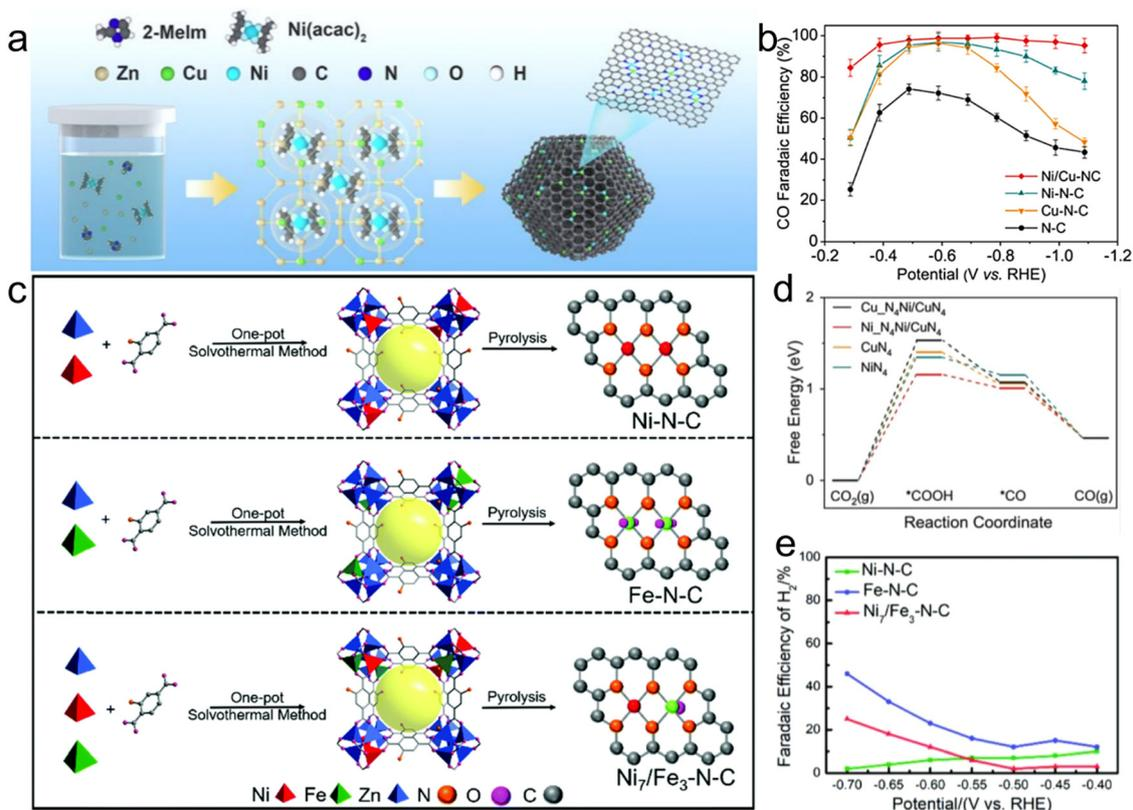 a
2-MeIm
Ni(acac)2
Zn Cu Ni C N O H
b
CO Faradaic Efficiency (%)
100
80
60
40
20
0
Ni/Cu-NC
Ni-N-C
Cu-N-C
N-C
-0.2 -0.4 -0.6 -0.8 -1.0 -1.2
Potential (V vs. RHE)
c
+
One-pot
Solvothermal Method
Pyrolysis
Ni-N-C
+
One-pot
Solvothermal Method
Pyrolysis
Fe-N-C
+
One-pot
Solvothermal Method
Pyrolysis
Ni7/Fe3-N-C
Ni Fe Zn N O C
d
Free Energy (eV)
2
1
0
Cu_N4Ni/CuN4
Ni_N4Ni/CuN4
CuN4
NiN4
CO2(g) *COOH *CO CO(g)
Reaction Coordinate
e
Faradaic Efficiency of H2/%
100
80
60
40
20
0
Ni-N-C
Fe-N-C
Ni7/Fe3-N-C
-0.70 -0.65 -0.60 -0.55 -0.50 -0.45 -0.40
Potential/(V vs. RHE)